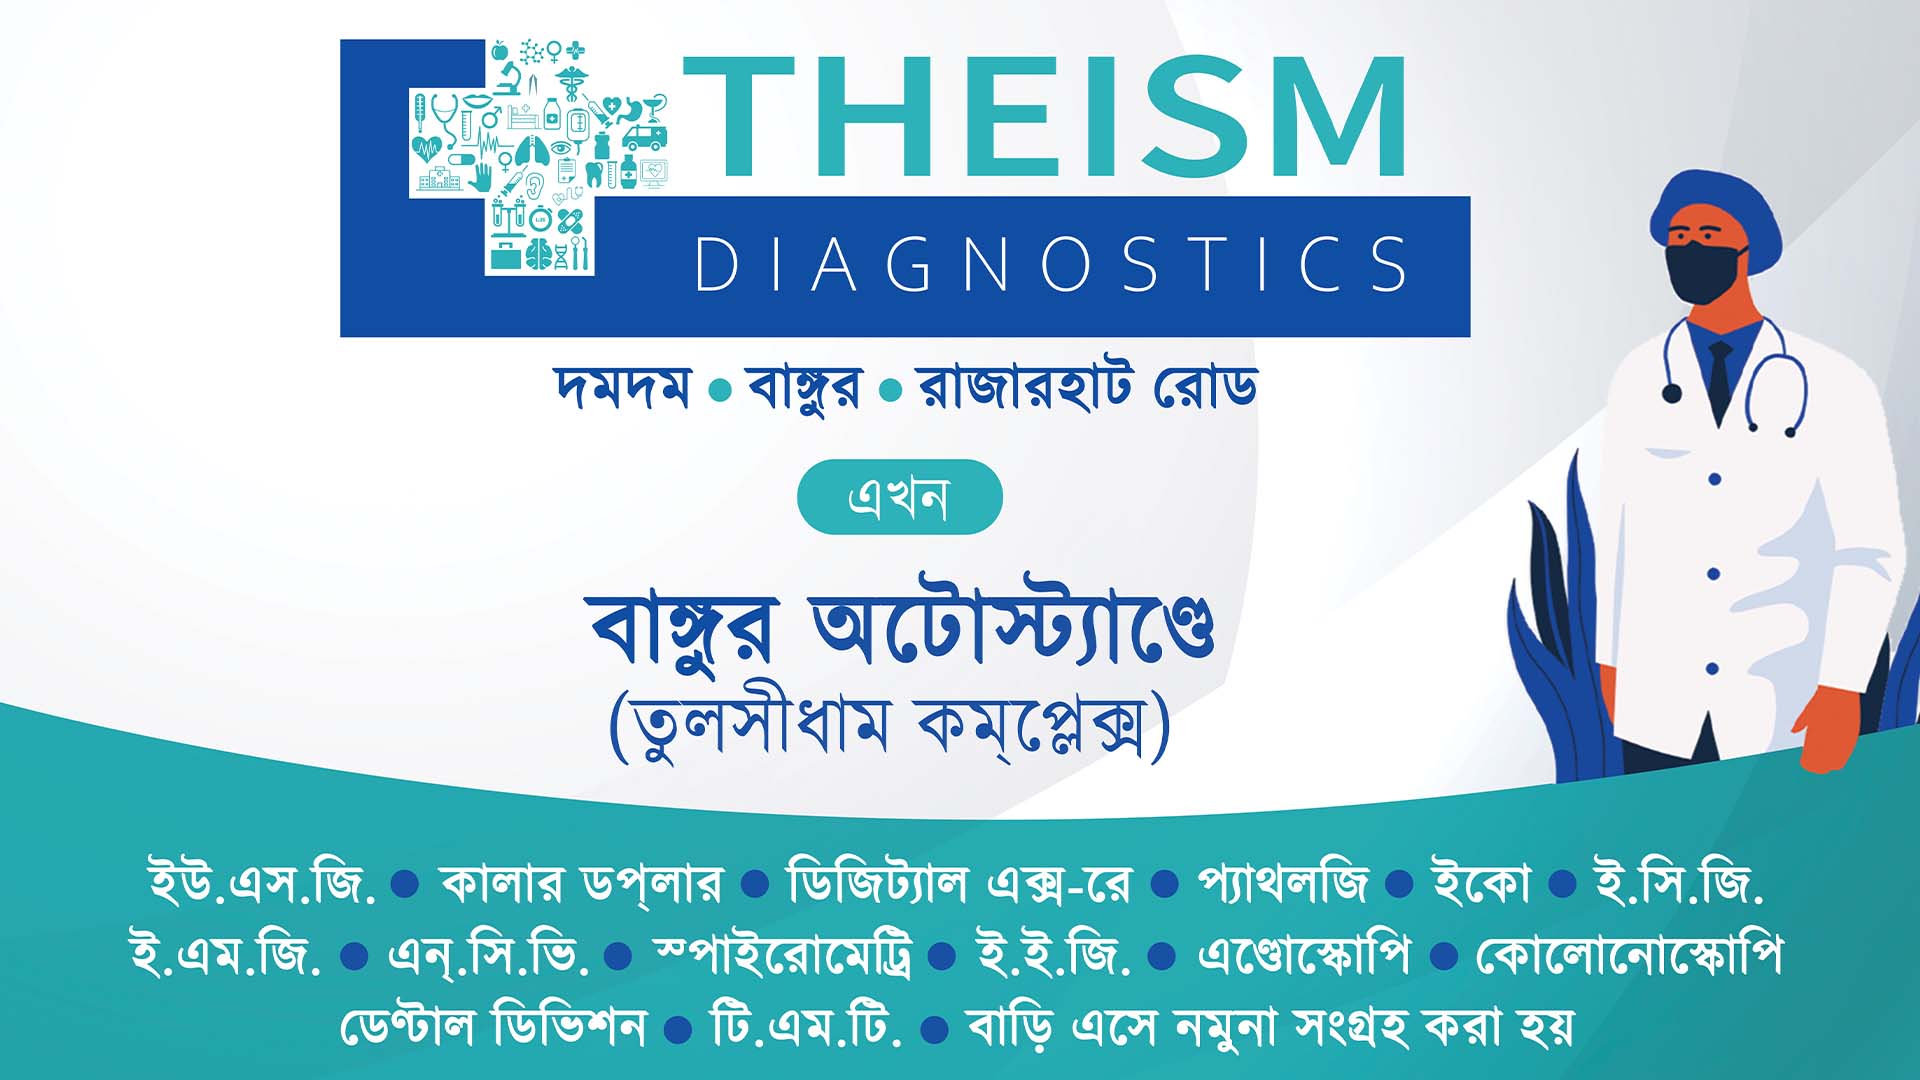 THEISM
DIAGNOSTICS
দমদম ● বাঙ্গুর ● রাজারহাট রোড
এখন
বাঙ্গুর অটোস্ট্যাণ্ডে
(তুলসীধাম কম্‌প্লেক্স)
ইউ.এস.জি. ● কালার ডপ্‌লার ● ডিজিট্যাল এক্স-রে ● প্যাথলজি ● ইকো ● ই.সি.জি.
ই.এম.জি. ● এন্.সি.ভি. ● স্পাইরোমেট্রি ● ই.ই.জি. ● এণ্ডোস্কোপি ● কোলোনোস্কোপি
ডেণ্টাল ডিভিশন ● টি.এম.টি. ● বাড়ি এসে নমুনা সংগ্রহ করা হয়